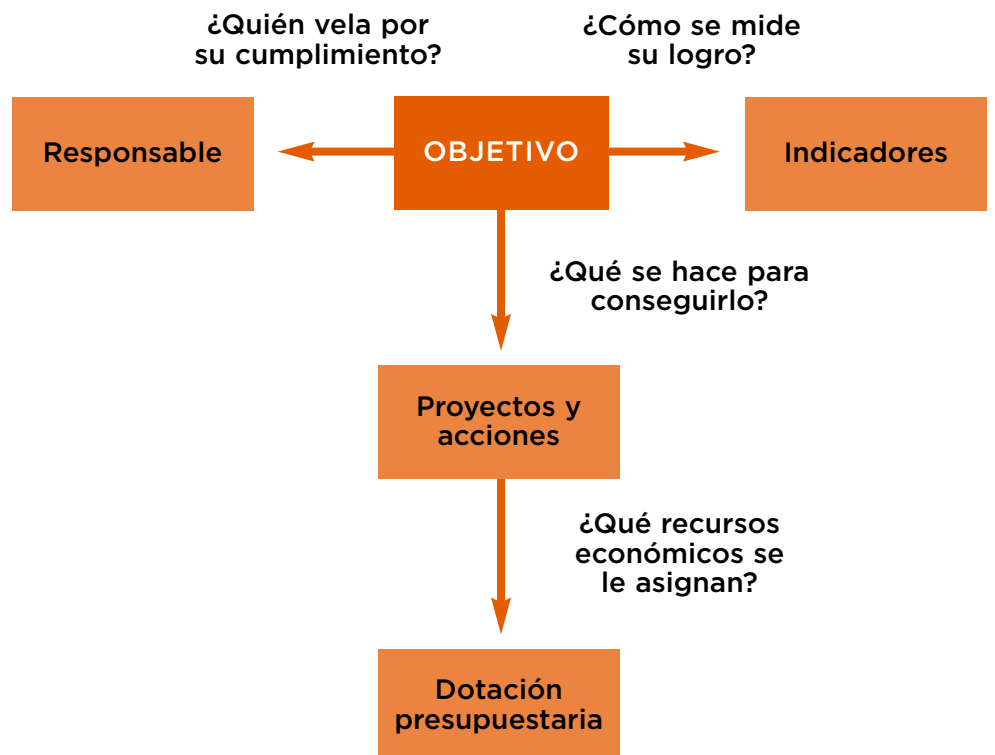 ¿Quién vela por
su cumplimiento?
¿Cómo se mide
su logro?
Responsable
OBJETIVO
Indicadores
¿Qué se hace para
conseguirlo?
Proyectos y
acciones
¿Qué recursos
económicos se
le asignan?
Dotación
presupuestaria